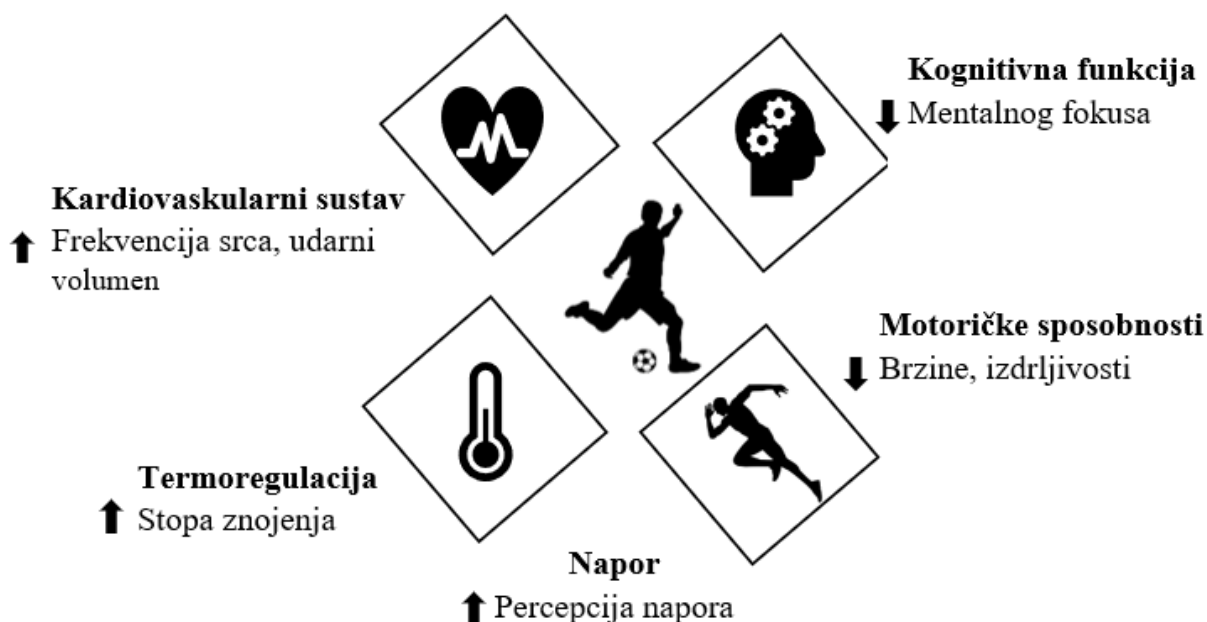 Kognitivna funkcija
⬇ Mentalnog fokusa
Kardiovaskularni sustav
⬆ Frekvencija srca, udarni
volumen
Motoričke sposobnosti
⬇ Brzine, izdrljivosti
Termoregulacija
⬆ Stopa znojenja
Napor
⬆ Percepcija napora